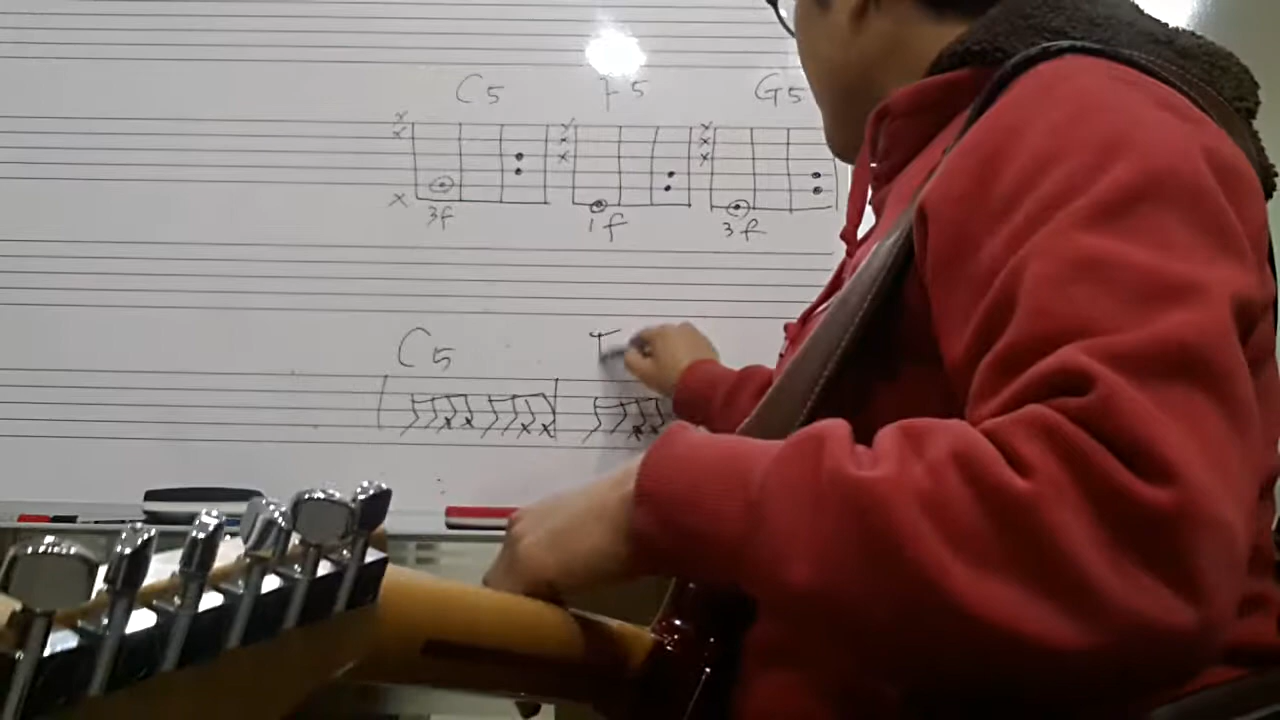 C5 F5 G5
x x x
x x x
x x
x
3f 1f 3f
C5 F
x x x x x